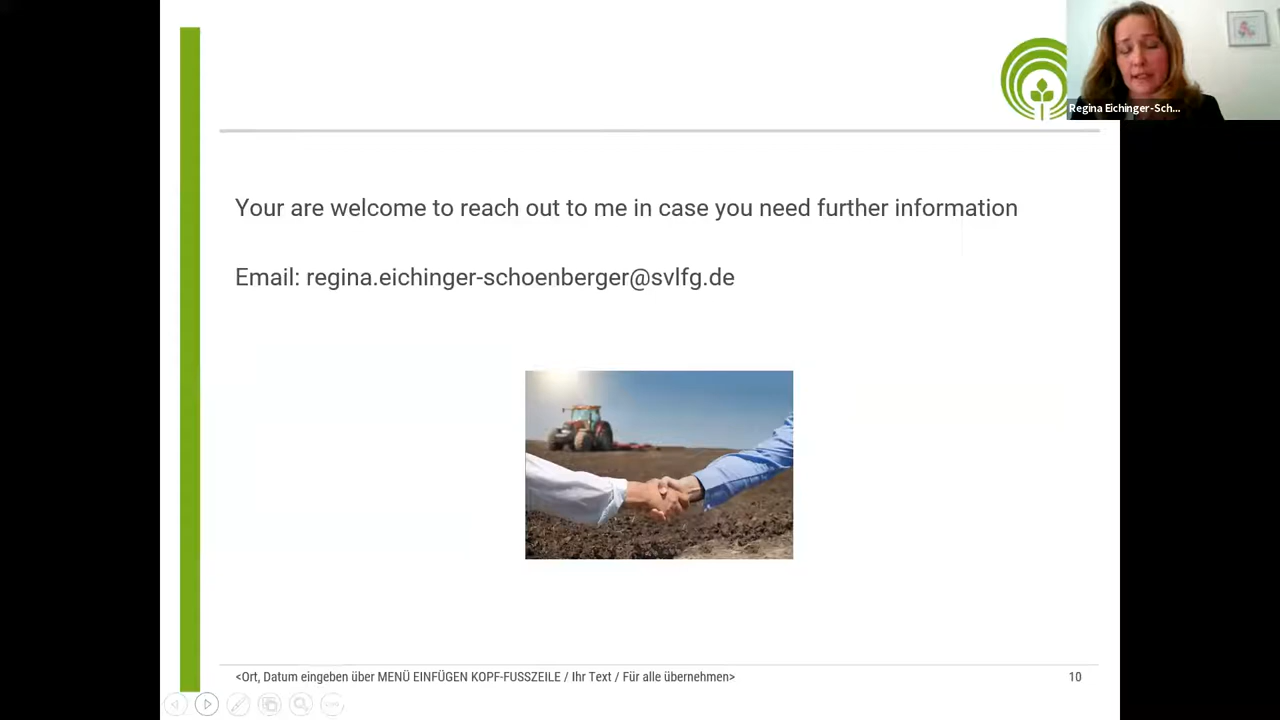 Regina Eichinger-Sch...
Your are welcome to reach out to me in case you need further information
Email: regina.eichinger-schoenberger@svlfg.de
<Ort, Datum eingeben über MENÜ EINFÜGEN KOPF-FUSSZEILE / Ihr Text / Für alle übernehmen>
10